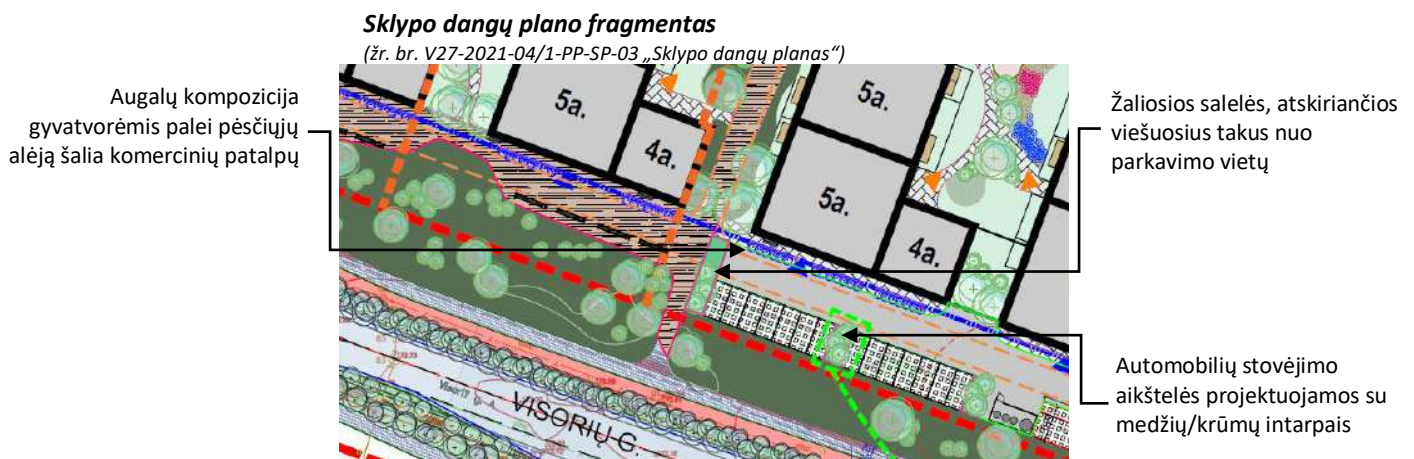 Sklypo dangų plano fragmentas
(žr. br. V27-2021-04/1-PP-SP-03 „Sklypo dangų planas“)
Augalų kompozicija
gyvatvorėmis palei pėsčiųjų
alėją šalia komercinių patalpų
5a.
4a.
5a.
5a.
4a.
VISORIŲ G.
Žaliosios salelės, atskiriančios
viešuosius takus nuo
parkavimo vietų
Automobilių stovėjimo
aikštelės projektuojamos su
medžių/krūmų intarpais